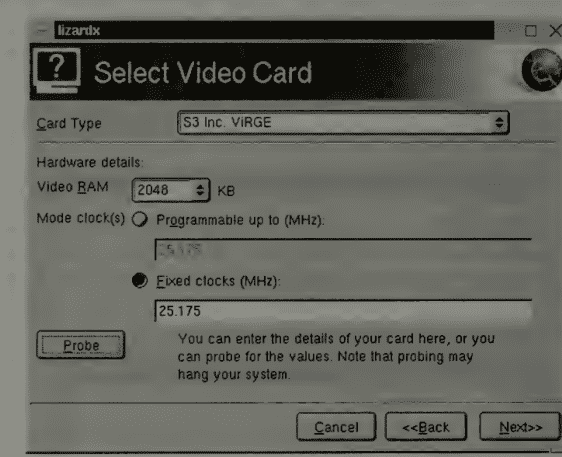 lizardx
?
Select Video Card
Card Type S3 Inc. ViRGE
Hardware details:
Video RAM 2048 KB
Mode clock(s) Programmable up to (MHz):
25.175
Fixed clocks (MHz):
25.175
Probe
You can enter the details of your card here, or you
can probe for the values. Note that probing may
hang your system.
Cancel <<Back Next>>